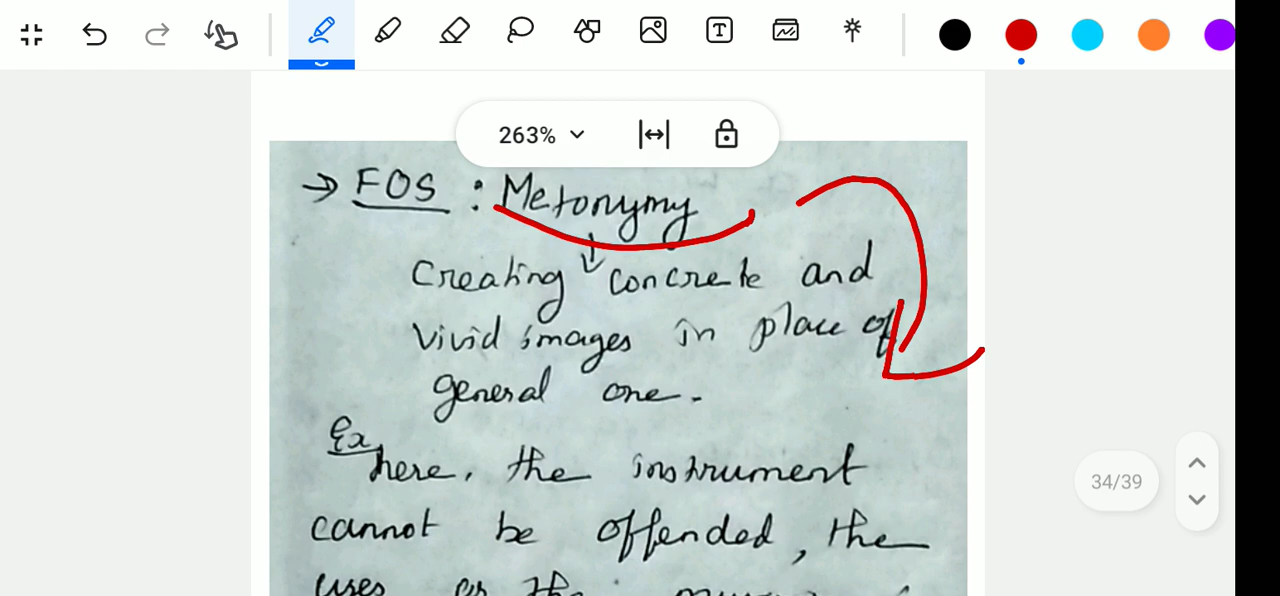 263%
→ FOS : Metonymy
Creating concrete and
vivid images in place of
general one.
Ex
here, the instrument
cannot be offended, the
34/39